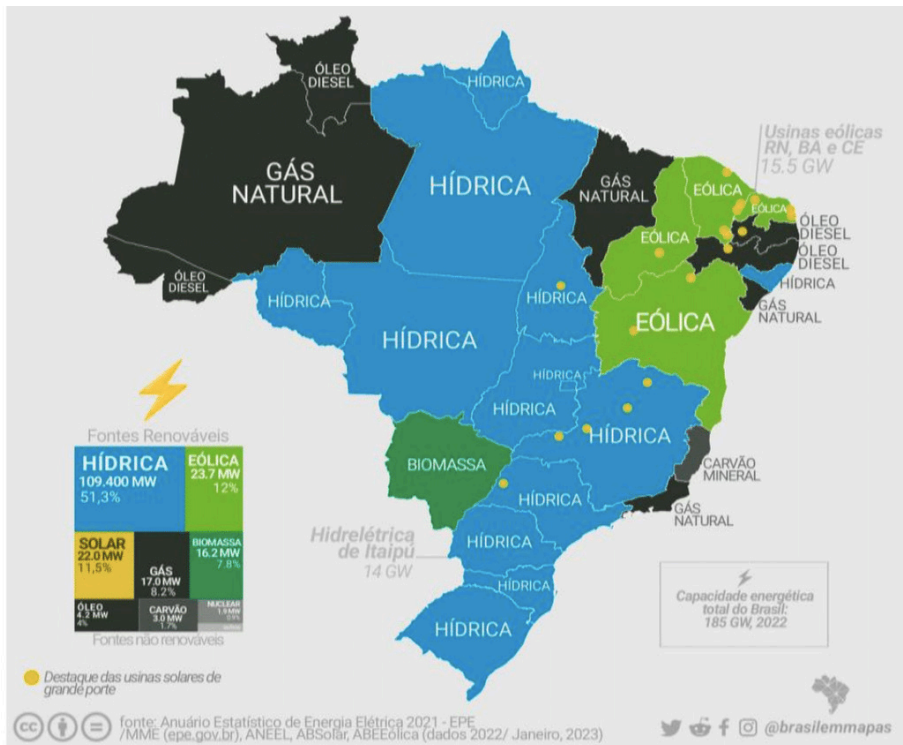 ÓLEO
DIESEL
HÍDRICA
GÁS
NATURAL
HÍDRICA
GÁS
NATURAL
Usinas eólicas
RN, BA e CE
15.5 GW
EÓLICA
EÓLICA
EÓLICA
ÓLEO
DIESEL
ÓLEO
DIESEL
HÍDRICA
GÁS
NATURAL
ÓLEO
DIESEL
HÍDRICA
HÍDRICA
HÍDRICA
EÓLICA
HÍDRICA
HÍDRICA
HÍDRICA
BIOMASSA
CARVÃO
MINERAL
HÍDRICA
GÁS
NATURAL
Hidrelétrica
de Itaipú
14 GW
HÍDRICA
HÍDRICA
HÍDRICA
Fontes Renováveis
HÍDRICA
109.400 MW
51,3%
EÓLICA
23.7 MW
12%
SOLAR
22.0 MW
11,5%
GÁS
17.0 MW
8.2%
BIOMASSA
16.2 MW
7.8%
ÓLEO
4.2 MW
4%
CARVÃO
3.0 MW
1.7%
NUCLEAR
Fontes não renováveis
Capacidade energética
total do Brasil:
185 GW, 2022
Destaque das usinas solares de
grande porte
cc
fonte: Anuário Estatístico de Energia Elétrica 2021 - EPE
/MME (epe.gov.br), ANEEL, ABSolar, ABEEólica (dados 2022/ Janeiro, 2023)
@brasilemmapas